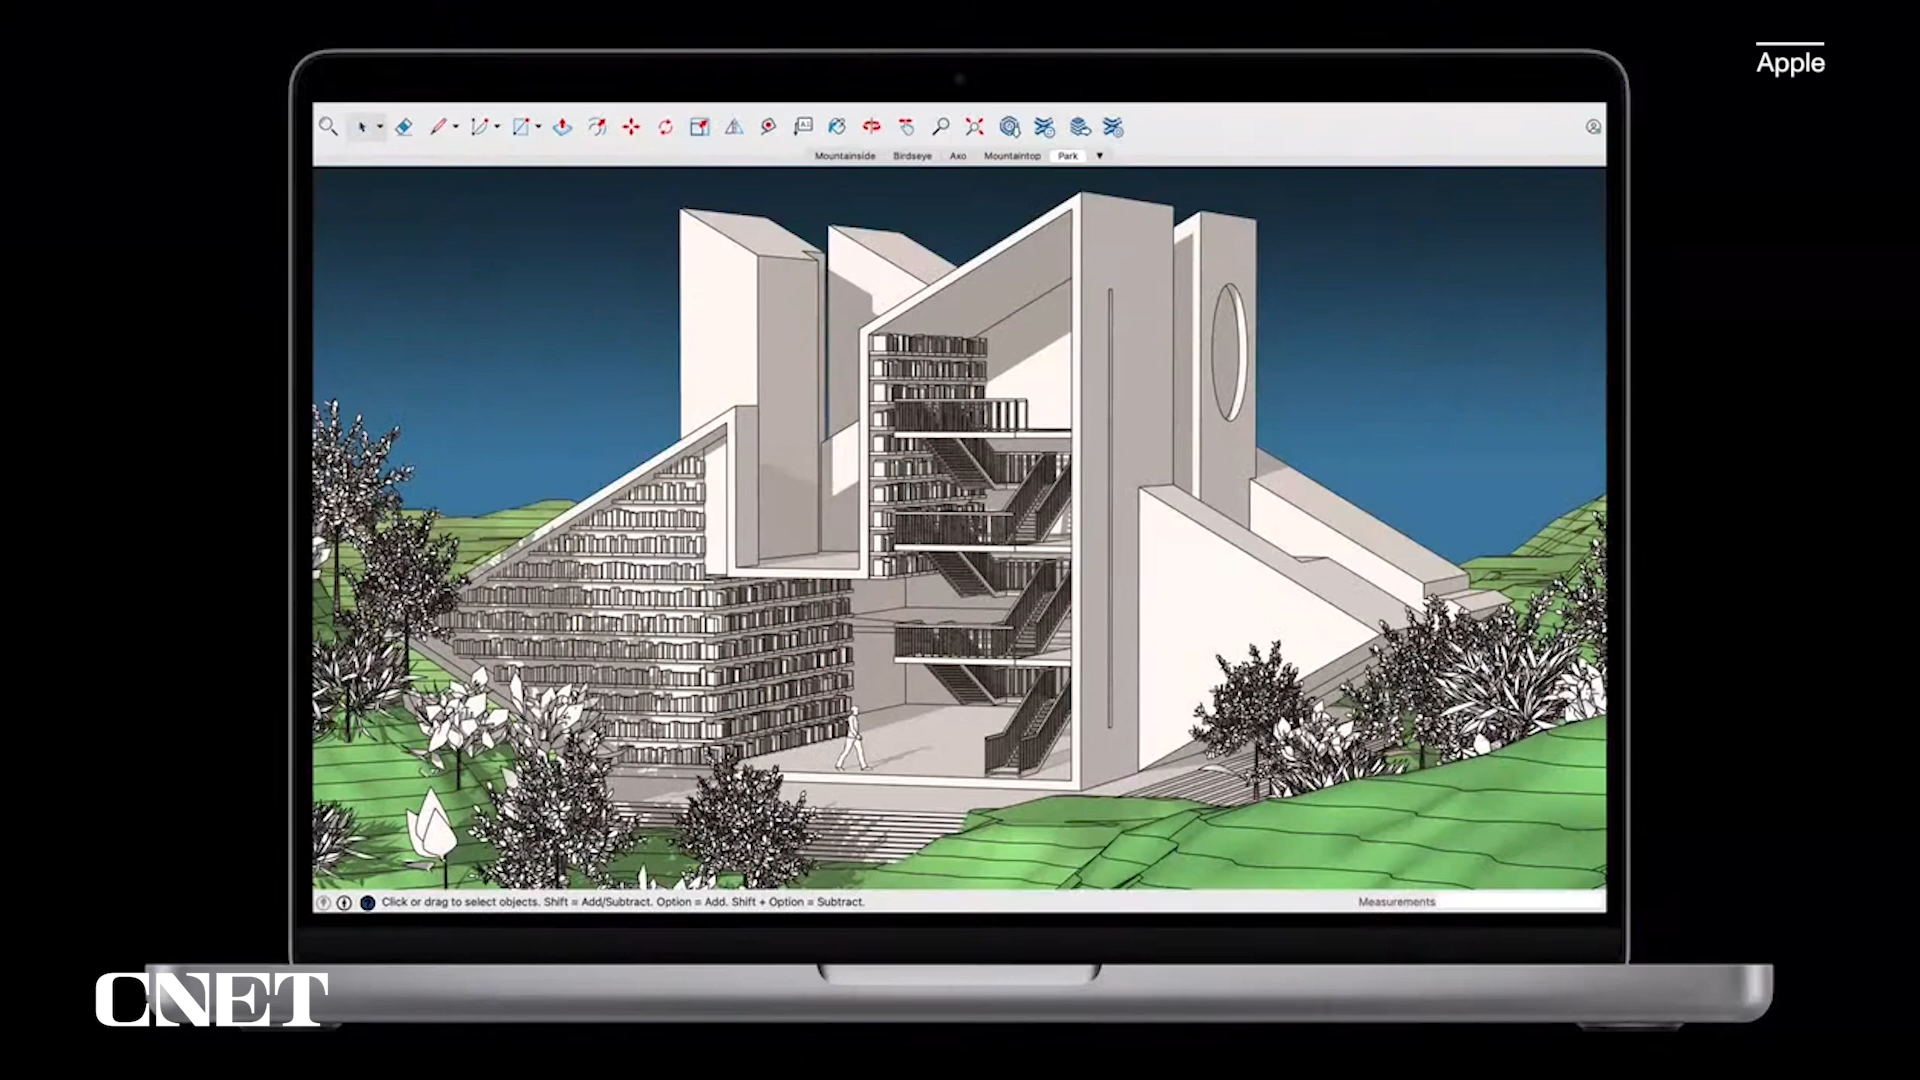 Apple
A1
Mountainside Birdseye Axo Mountaintop Park
Click or drag to select objects. Shift = Add/Subtract. Option = Add. Shift + Option = Subtract.
Measurements
CNET